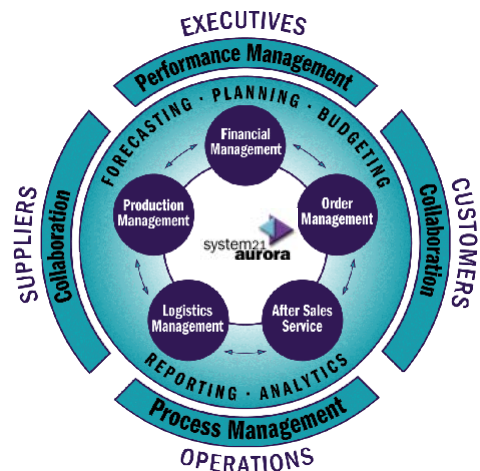 EXECUTIVES
Performance Management
FORECASTING · PLANNING · BUDGETING
Financial
Management
Production
Management
Order
Management
system21
aurora
SUPPLIERS
Collaboration
Collaboration
CUSTOMERS
Logistics
Management
After Sales
Service
REPORTING · ANALYTICS
Process Management
OPERATIONS